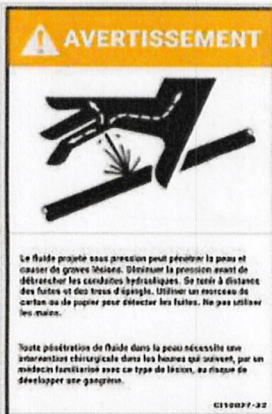 AVERTISSEMENT
Le fluide projeté sous pression peut pénétrer la peau et
causer de graves lésions. Diminuer la pression avant de
débrancher les conduites hydrauliques. Se tenir à distance
des fuites et des trous d'épingle. Utiliser un morceau de
carton ou de papier pour détecter les fuites. Ne pas utiliser
les mains.
Toute pénétration de fluide dans la peau nécessite une
intervention chirurgicale dans les heures qui suivent, par un
médecin familiarisé avec ce type de lésion, au risque de
développer une gangrène.